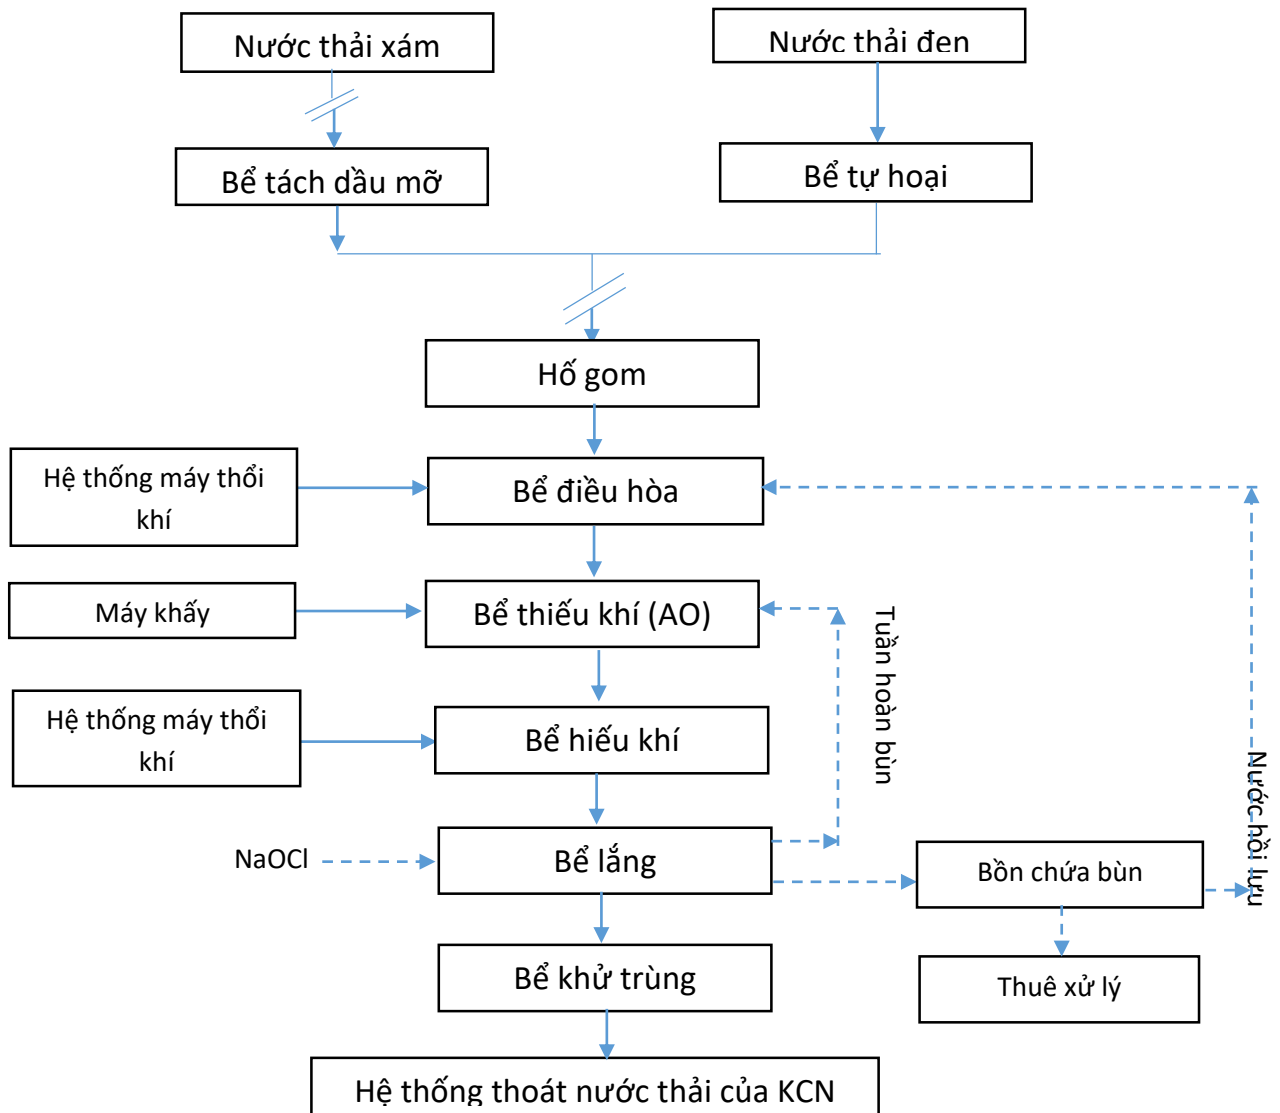 Nước thải xám
Nước thải đen
Bể tách dầu mỡ
Bể tự hoại
Hố gom
Hệ thống máy thổi
khí
Bể điều hòa
Máy khấy
Bể thiếu khí (AO)
Tuần hoàn bùn
Hệ thống máy thổi
khí
Bể hiếu khí
Nước hồi lưu
NaOCl
Bể lắng
Bồn chứa bùn
Bể khử trùng
Thuê xử lý
Hệ thống thoát nước thải của KCN